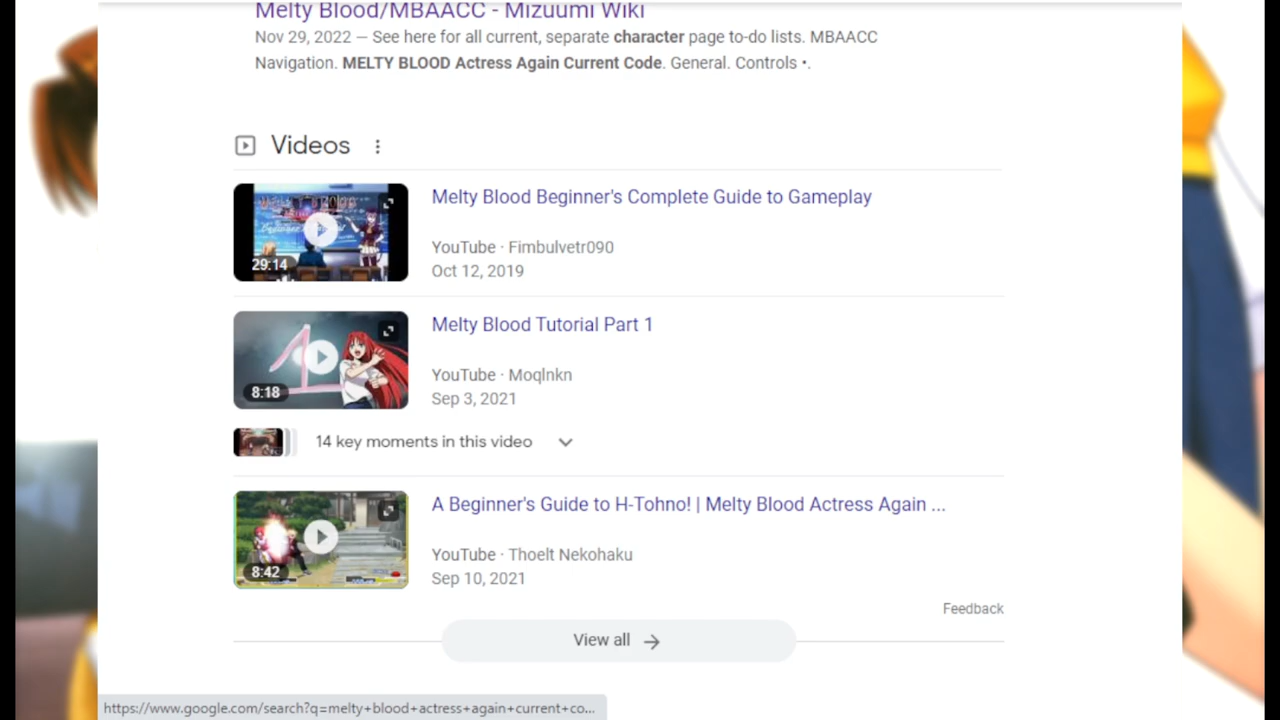 Melty Blood/MBAACC - Mizuumi Wiki
Nov 29, 2022 — See here for all current, separate character page to-do lists. MBAACC
Navigation. MELTY BLOOD Actress Again Current Code. General. Controls •.
Videos
Melty Blood Beginner's Complete Guide to Gameplay
YouTube · Fimbulvetr090
Oct 12, 2019
29:14
Melty Blood Tutorial Part 1
YouTube · Moqlnkn
Sep 3, 2021
8:18
14 key moments in this video
A Beginner's Guide to H-Tohno! | Melty Blood Actress Again ...
YouTube · Thoelt Nekohaku
Sep 10, 2021
8:42
Feedback
View all
https://www.google.com/search?q=melty+blood+actress+again+current+co...